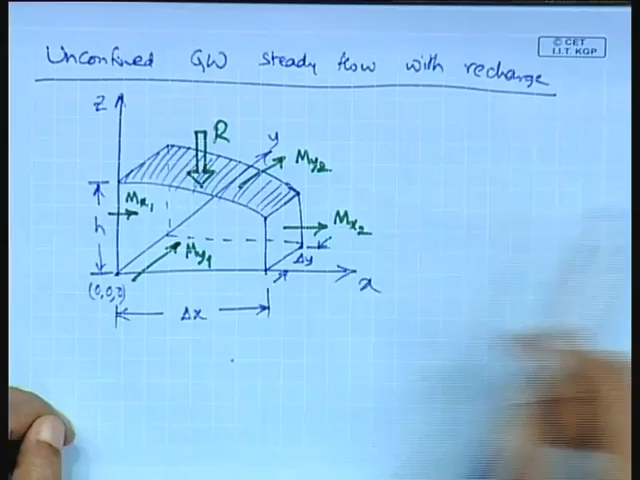 © CET
I.I.T. KGP
Unconfined GW steady flow with recharge
Z
R
y
My2
Mx1
h
Mx2
My1
Δy
(0,0,0)
x
Δx